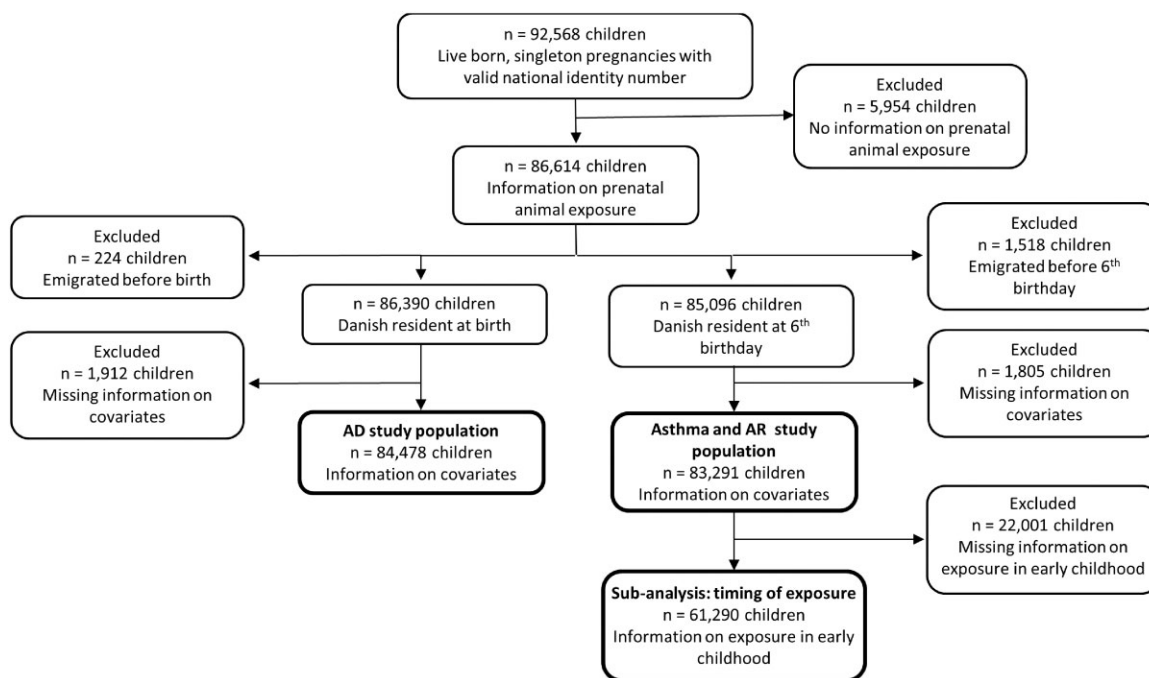 n = 92,568 children
Live born, singleton pregnancies with
valid national identity number
Excluded
n = 5,954 children
No information on prenatal
animal exposure
n = 86,614 children
Information on prenatal
animal exposure
Excluded
n = 224 children
Emigrated before birth
Excluded
n = 1,518 children
Emigrated before 6th
birthday
n = 86,390 children
Danish resident at birth
n = 85,096 children
Danish resident at 6th
birthday
Excluded
n = 1,912 children
Missing information on
covariates
Excluded
n = 1,805 children
Missing information on
covariates
AD study population
n = 84,478 children
Information on covariates
Asthma and AR study
population
n = 83,291 children
Information on covariates
Excluded
n = 22,001 children
Missing information on
exposure in early childhood
Sub-analysis: timing of exposure
n = 61,290 children
Information on exposure in early
childhood